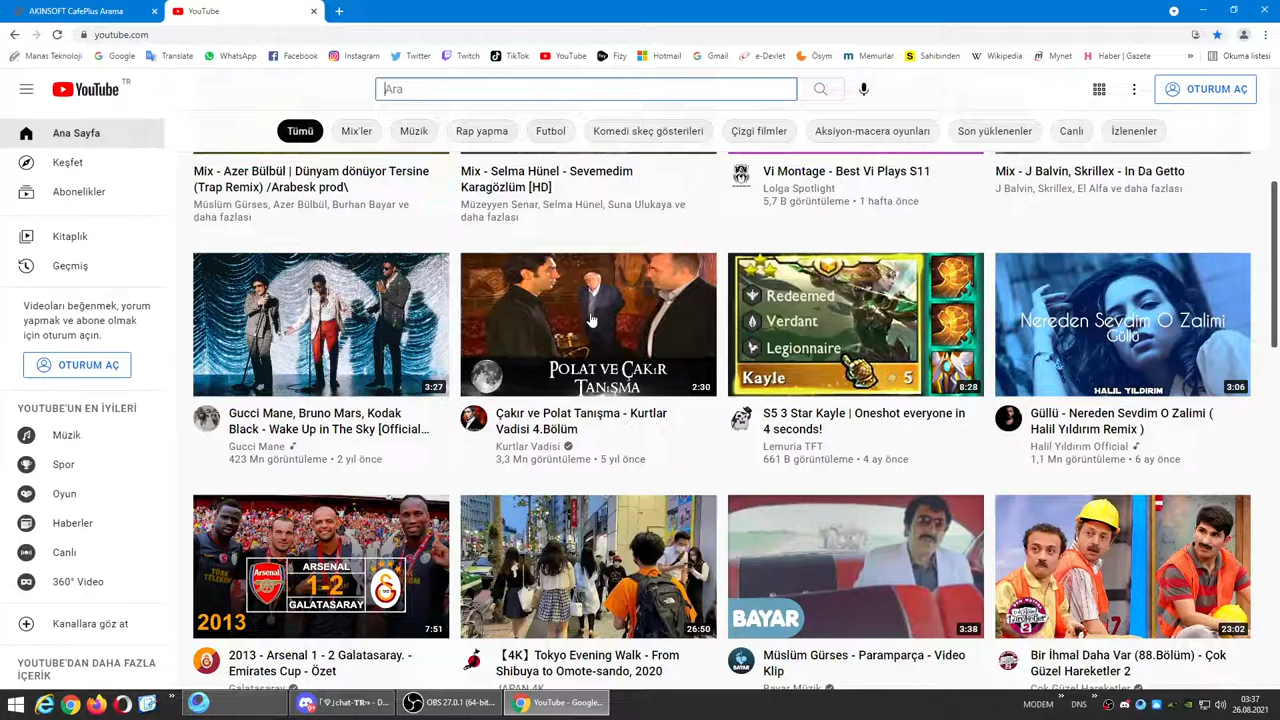 AKINSOFT CafePlus Arama
YouTube
youtube.com
Manas Teknoloji
Google
Translate
WhatsApp
Facebook
Instagram
Twitter
Twitch
TikTok
YouTube
Fizy
Hotmail
Gmail
e-Devlet
Ösym
Memurlar
Sahibinden
Wikipedia
Mynet
Haber | Gazete
»
Okuma listesi
YouTube TR
Ara
OTURUM AÇ
Tümü
Mix'ler
Müzik
Rap yapma
Futbol
Komedi skeç gösterileri
Çizgi filmler
Aksiyon-macera oyunları
Son yüklenenler
Canlı
İzlenenler
Ana Sayfa
Keşfet
Abonelikler
Kitaplık
Geçmiş
Videoları beğenmek, yorum
yapmak ve abone olmak
için oturum açın.
OTURUM AÇ
YOUTUBE'UN EN İYİLERİ
Müzik
Spor
Oyun
Haberler
Canlı
360° Video
Kanallara göz at
YOUTUBE'DAN DAHA FAZLA
İÇERİK
Mix - Azer Bülbül | Dünyam dönüyor Tersine
(Trap Remix) /Arabesk prod\
Müslüm Gürses, Azer Bülbül, Burhan Bayar ve
daha fazlası
Mix - Selma Hünel - Sevemedim
Karagözlüm [HD]
Müzeyyen Senar, Selma Hünel, Suna Ulukaya ve
daha fazlası
Vi Montage - Best Vi Plays S11
Lolga Spotlight
5,7 B görüntüleme • 1 hafta önce
Mix - J Balvin, Skrillex - In Da Getto
J Balvin, Skrillex, El Alfa ve daha fazlası
3:27
Gucci Mane, Bruno Mars, Kodak
Black - Wake Up in The Sky [Official...
Gucci Mane
423 Mn görüntüleme • 2 yıl önce
POLAT VE ÇAKIR
TANIŞMA
2:30
Çakır ve Polat Tanışma - Kurtlar
Vadisi 4.Bölüm
Kurtlar Vadisi
3,3 Mn görüntüleme • 5 yıl önce
Redeemed
Verdant
Legionnaire
Kayle
5
8:28
S5 3 Star Kayle | Oneshot everyone in
4 seconds!
Lemuria TFT
661 B görüntüleme • 4 ay önce
Nereden Sevdim O Zalimi
Güllü
HALIL YILDIRIM
3:06
Güllü - Nereden Sevdim O Zalimi (
Halil Yıldırım Remix )
Halil Yıldırım Official
1,1 Mn görüntüleme • 6 ay önce
ARSENAL
Arsenal
1-2
GALATASARAY
2013
7:51
2013 - Arsenal 1 - 2 Galatasaray. -
Emirates Cup - Özet
Galatasaray
26:50
【4K】Tokyo Evening Walk - From
Shibuya to Omote-sando, 2020
JAPAN 4K
BAYAR
3:38
Müslüm Gürses - Paramparça - Video
Klip
Bayar Müzik
23:02
Bir İhmal Daha Var (88.Bölüm) - Çok
Güzel Hareketler 2
Çok Güzel Hareketler 2
»
「♡」chat-TR™ - D...
OBS 27.0.1 (64-bit...
YouTube - Google...
MODEM
»
DNS
»
03:37
26.08.2021